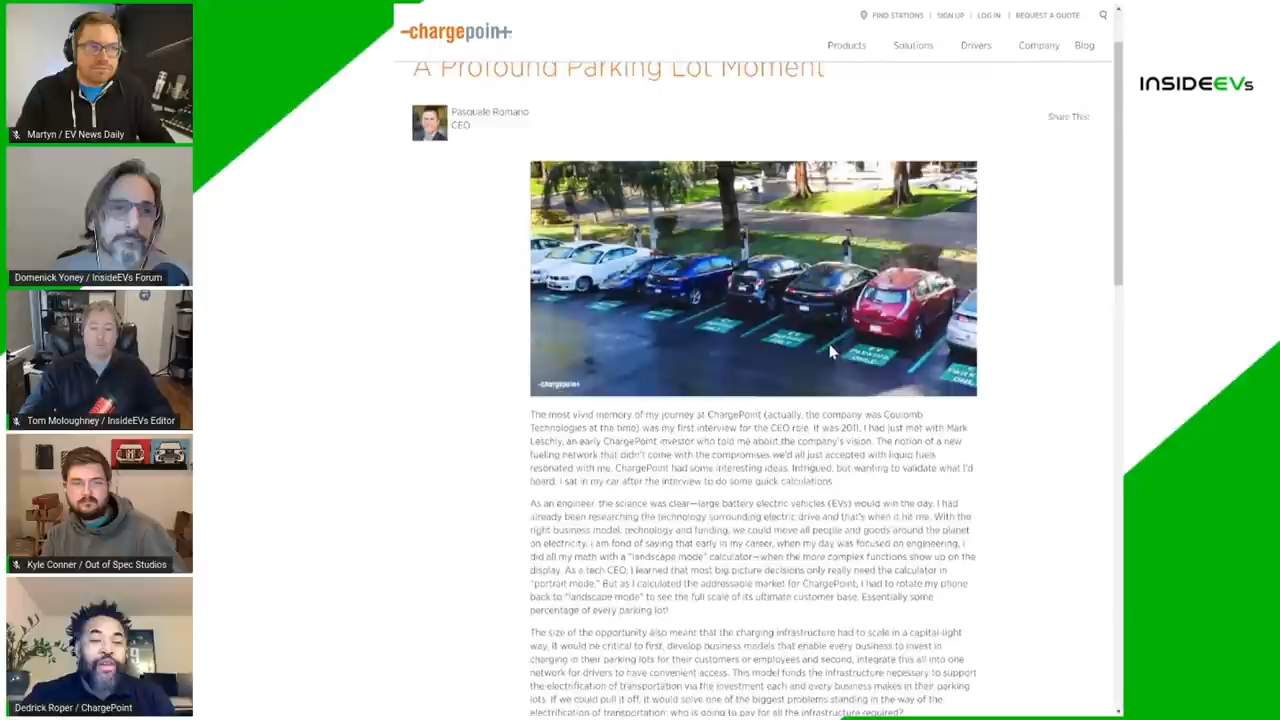 Martyn / EV News Daily
Domenick Yoney / InsideEVs Forum
Tom Moloughney / InsideEVs Editor
Kyle Conner / Out of Spec Studios
Dedrick Roper / ChargePoint
-chargepoin+
FIND STATIONS | SIGN UP | LOG IN | REQUEST A QUOTE
Products Solutions Drivers Company Blog
A Profound Parking Lot Moment
Pasquale Romano
CEO
Share This:
EV
PARKING
ONLY
PARK
ONL
-chargepoin+
The most vivid memory of my journey at ChargePoint (actually, the company was Coulomb
Technologies at the time) was my first interview for the CEO role. It was 2011. I had just met with Mark
Leschly, an early ChargePoint investor who told me about the company's vision. The notion of a new
fueling network that didn't come with the compromises we'd all just accepted with liquid fuels
resonated with me. ChargePoint had some interesting ideas. Intrigued, but wanting to validate what I'd
heard, I sat in my car after the interview to do some quick calculations.
As an engineer, the science was clear—large battery electric vehicles (EVs) would win the day. I had
already been researching the technology surrounding electric drive and that's when it hit me. With the
right business model, technology and funding, we could move all people and goods around the planet
on electricity. I am fond of saying that early in my career, when my day was focused on engineering, I
did all my math with a "landscape mode" calculator—when the more complex functions show up on the
display. As a tech CEO, I learned that most big picture decisions only really need the calculator in
"portrait mode." But as I calculated the addressable market for ChargePoint, I had to rotate my phone
back to "landscape mode" to see the full scale of its ultimate customer base. Essentially some
percentage of every parking lot!
The size of the opportunity also meant that the charging infrastructure had to scale in a capital-light
way. It would be critical to first, develop business models that enable every business to invest in
charging in their parking lots for their customers or employees and second, integrate this all into one
network for drivers to have convenient access. This model funds the infrastructure necessary to support
the electrification of transportation via the investment each and every business makes in their parking
lots. If we could pull it off, it would solve one of the biggest problems standing in the way of the
electrification of transportation: who is going to pay for all the infrastructure required?
INSIDEEVs